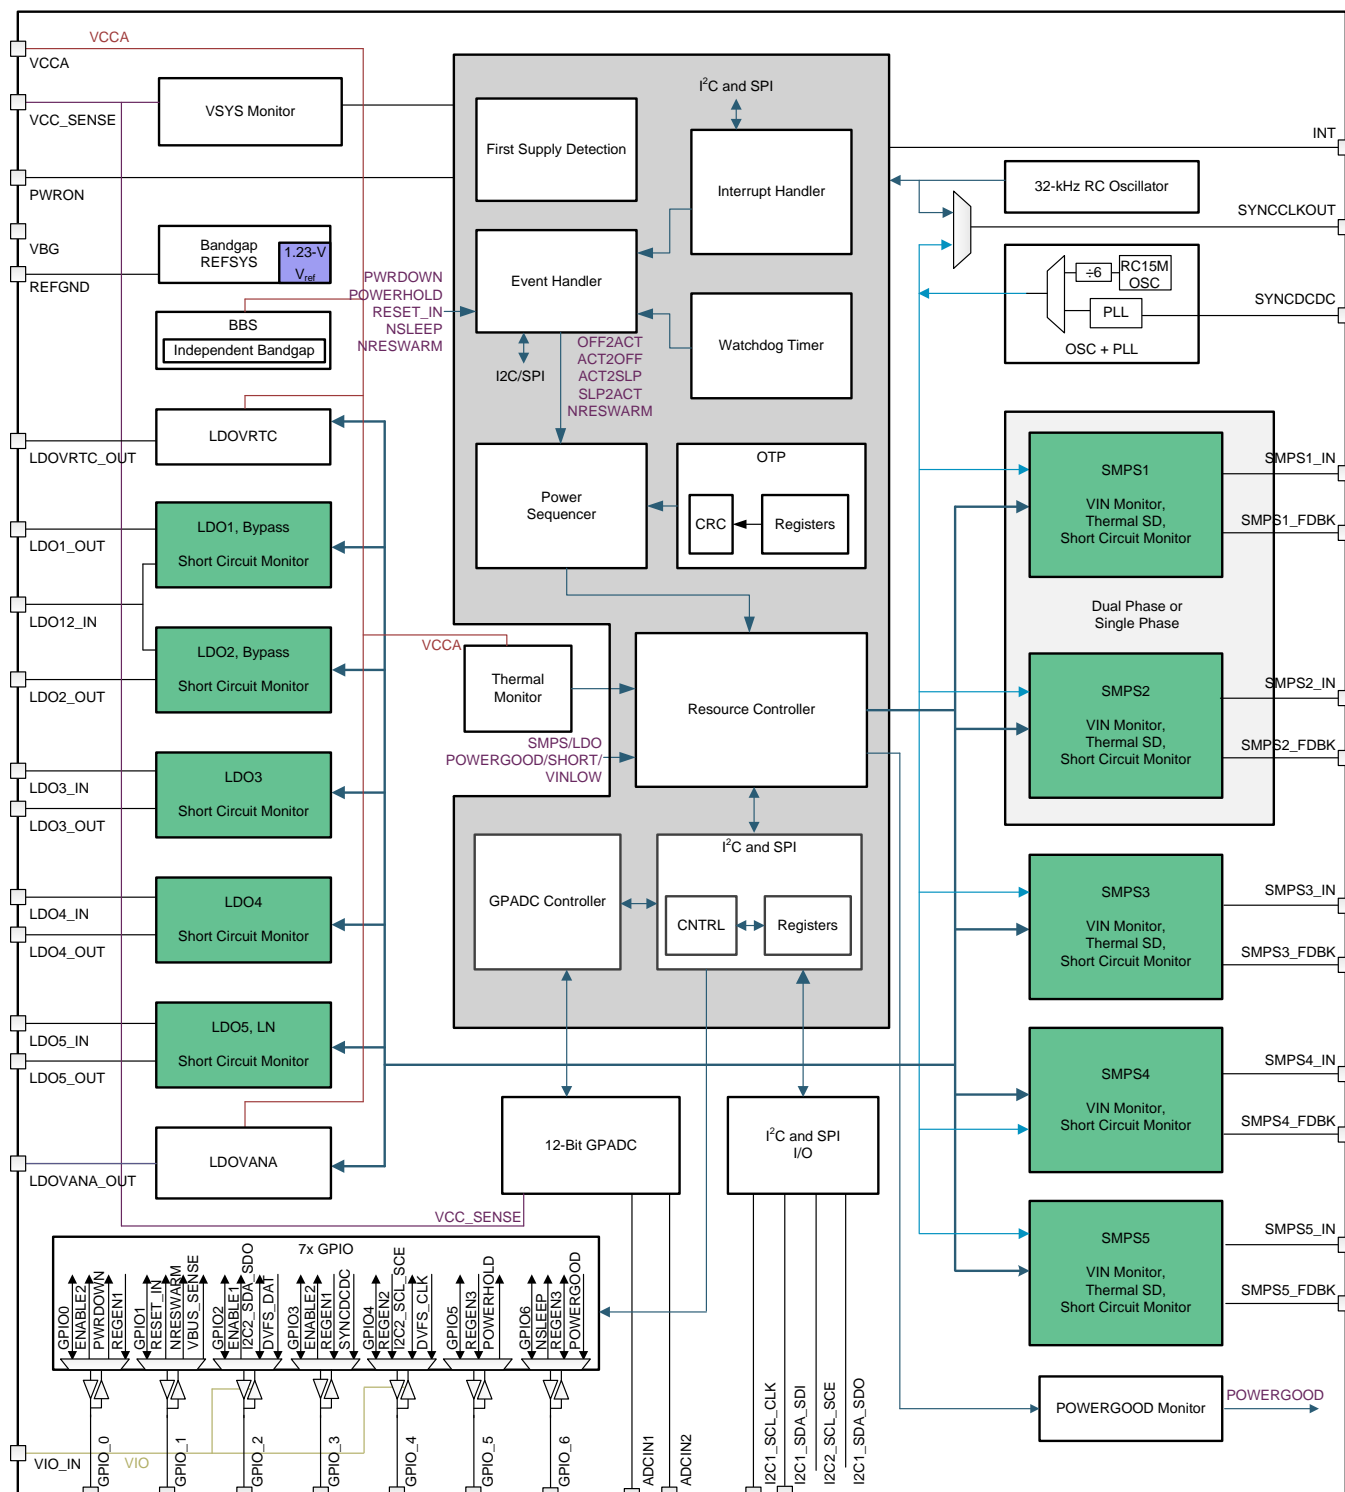 VCCA
VCCA
VCC_SENSE
VSYS Monitor
PWRON
VBG
REFGND
Bandgap
REFSYS
1.23-V
Vref
BBS
Independent Bandgap
PWRDOWN
POWERHOLD
RESET_IN
NSLEEP
NRESWARM
LDOVRTC
LDOVRTC_OUT
LDO1, Bypass
Short Circuit Monitor
LDO1_OUT
LDO12_IN
LDO2, Bypass
Short Circuit Monitor
LDO2_OUT
LDO3
Short Circuit Monitor
LDO3_IN
LDO3_OUT
LDO4
Short Circuit Monitor
LDO4_IN
LDO4_OUT
LDO5, LN
Short Circuit Monitor
LDO5_IN
LDO5_OUT
LDOVANA
LDOVANA_OUT
First Supply Detection
I2C and SPI
Interrupt Handler
Event Handler
I2C/SPI
OFF2ACT
ACT2OFF
ACT2SLP
SLP2ACT
NRESWARM
Watchdog Timer
Power
Sequencer
OTP
CRC
Registers
VCCA
Thermal
Monitor
SMPS/LDO
POWERGOOD/SHORT/
VINLOW
Resource Controller
GPADC Controller
I2C and SPI
CNTRL
Registers
12-Bit GPADC
VCC_SENSE
I2C and SPI
I/O
INT
32-kHz RC Oscillator
SYNCCLKOUT
÷6
RC15M
OSC
PLL
OSC + PLL
SYNCDCDC
SMPS1
VIN Monitor,
Thermal SD,
Short Circuit Monitor
SMPS1_IN
SMPS1_FDBK
Dual Phase or
Single Phase
SMPS2
VIN Monitor,
Thermal SD,
Short Circuit Monitor
SMPS2_IN
SMPS2_FDBK
SMPS3
VIN Monitor,
Thermal SD,
Short Circuit Monitor
SMPS3_IN
SMPS3_FDBK
SMPS4
VIN Monitor,
Short Circuit Monitor
SMPS4_IN
SMPS4_FDBK
SMPS5
VIN Monitor,
Thermal SD,
Short Circuit Monitor
SMPS5_IN
SMPS5_FDBK
POWERGOOD Monitor
POWERGOOD
7x GPIO
GPIO0
ENABLE2
PWRDOWN
REGEN1
GPIO1
RESET_IN
NRESWARM
VBUS_SENSE
GPIO2
ENABLE1
I2C2_SDA_SDO
DVFS_DAT
GPIO3
ENABLE2
REGEN1
SYNCDCDC
GPIO4
REGEN2
I2C2_SCL_SCE
DVFS_CLK
GPIO5
REGEN3
POWERHOLD
GPIO6
NSLEEP
REGEN3
POWERGOOD
VIO_IN
VIO
GPIO_0
GPIO_1
GPIO_2
GPIO_3
GPIO_4
GPIO_5
GPIO_6
ADCIN1
ADCIN2
I2C1_SCL_CLK
I2C1_SDA_SDI
I2C2_SCL_SCE
I2C1_SDA_SDO